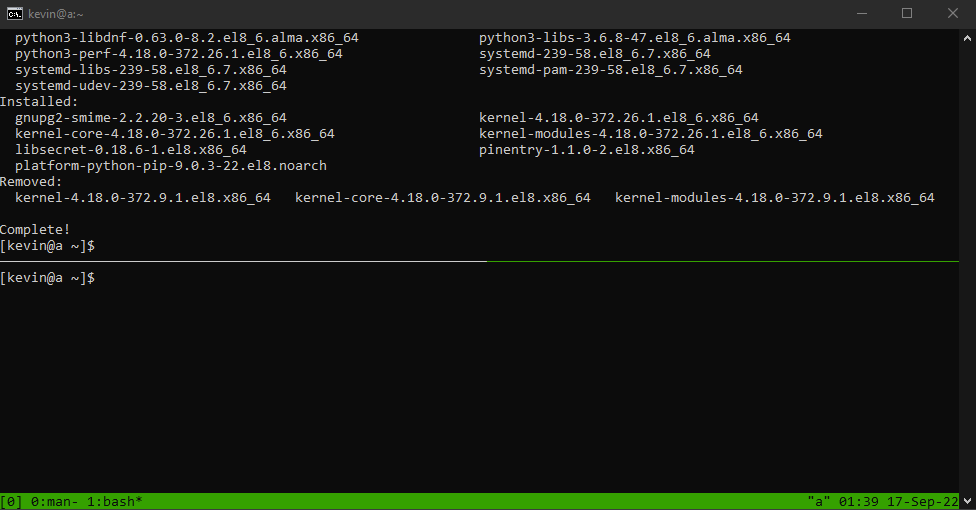 kevin@a:~
python3-libdnf-0.63.0-8.2.el8_6.alma.x86_64 python3-libs-3.6.8-47.el8_6.alma.x86_64
python3-perf-4.18.0-372.26.1.el8_6.x86_64 systemd-239-58.el8_6.7.x86_64
systemd-libs-239-58.el8_6.7.x86_64 systemd-pam-239-58.el8_6.7.x86_64
systemd-udev-239-58.el8_6.7.x86_64
Installed:
gnupg2-smime-2.2.20-3.el8_6.x86_64 kernel-4.18.0-372.26.1.el8_6.x86_64
kernel-core-4.18.0-372.26.1.el8_6.x86_64 kernel-modules-4.18.0-372.26.1.el8_6.x86_64
libsecret-0.18.6-1.el8.x86_64 pinentry-1.1.0-2.el8.x86_64
platform-python-pip-9.0.3-22.el8.noarch
Removed:
kernel-4.18.0-372.9.1.el8.x86_64 kernel-core-4.18.0-372.9.1.el8.x86_64 kernel-modules-4.18.0-372.9.1.el8.x86_64
Complete!
[kevin@a ~]$
[kevin@a ~]$
[0] 0:man- 1:bash* "a" 01:39 17-Sep-22